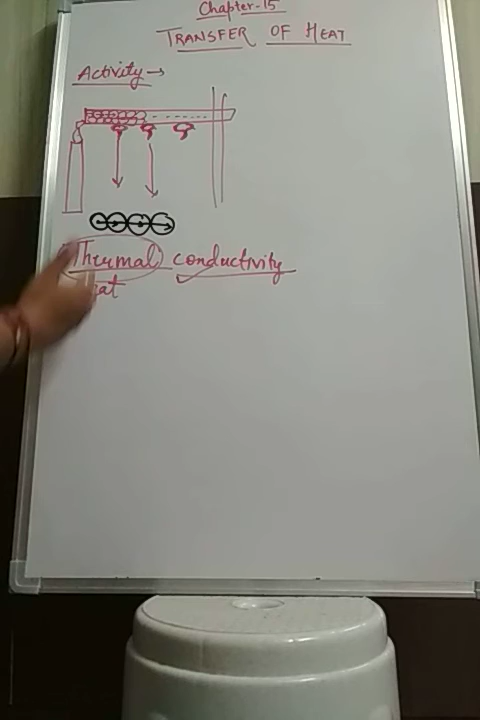 Chapter-15
TRANSFER OF HEAT
Activity →
Thermal conductivity